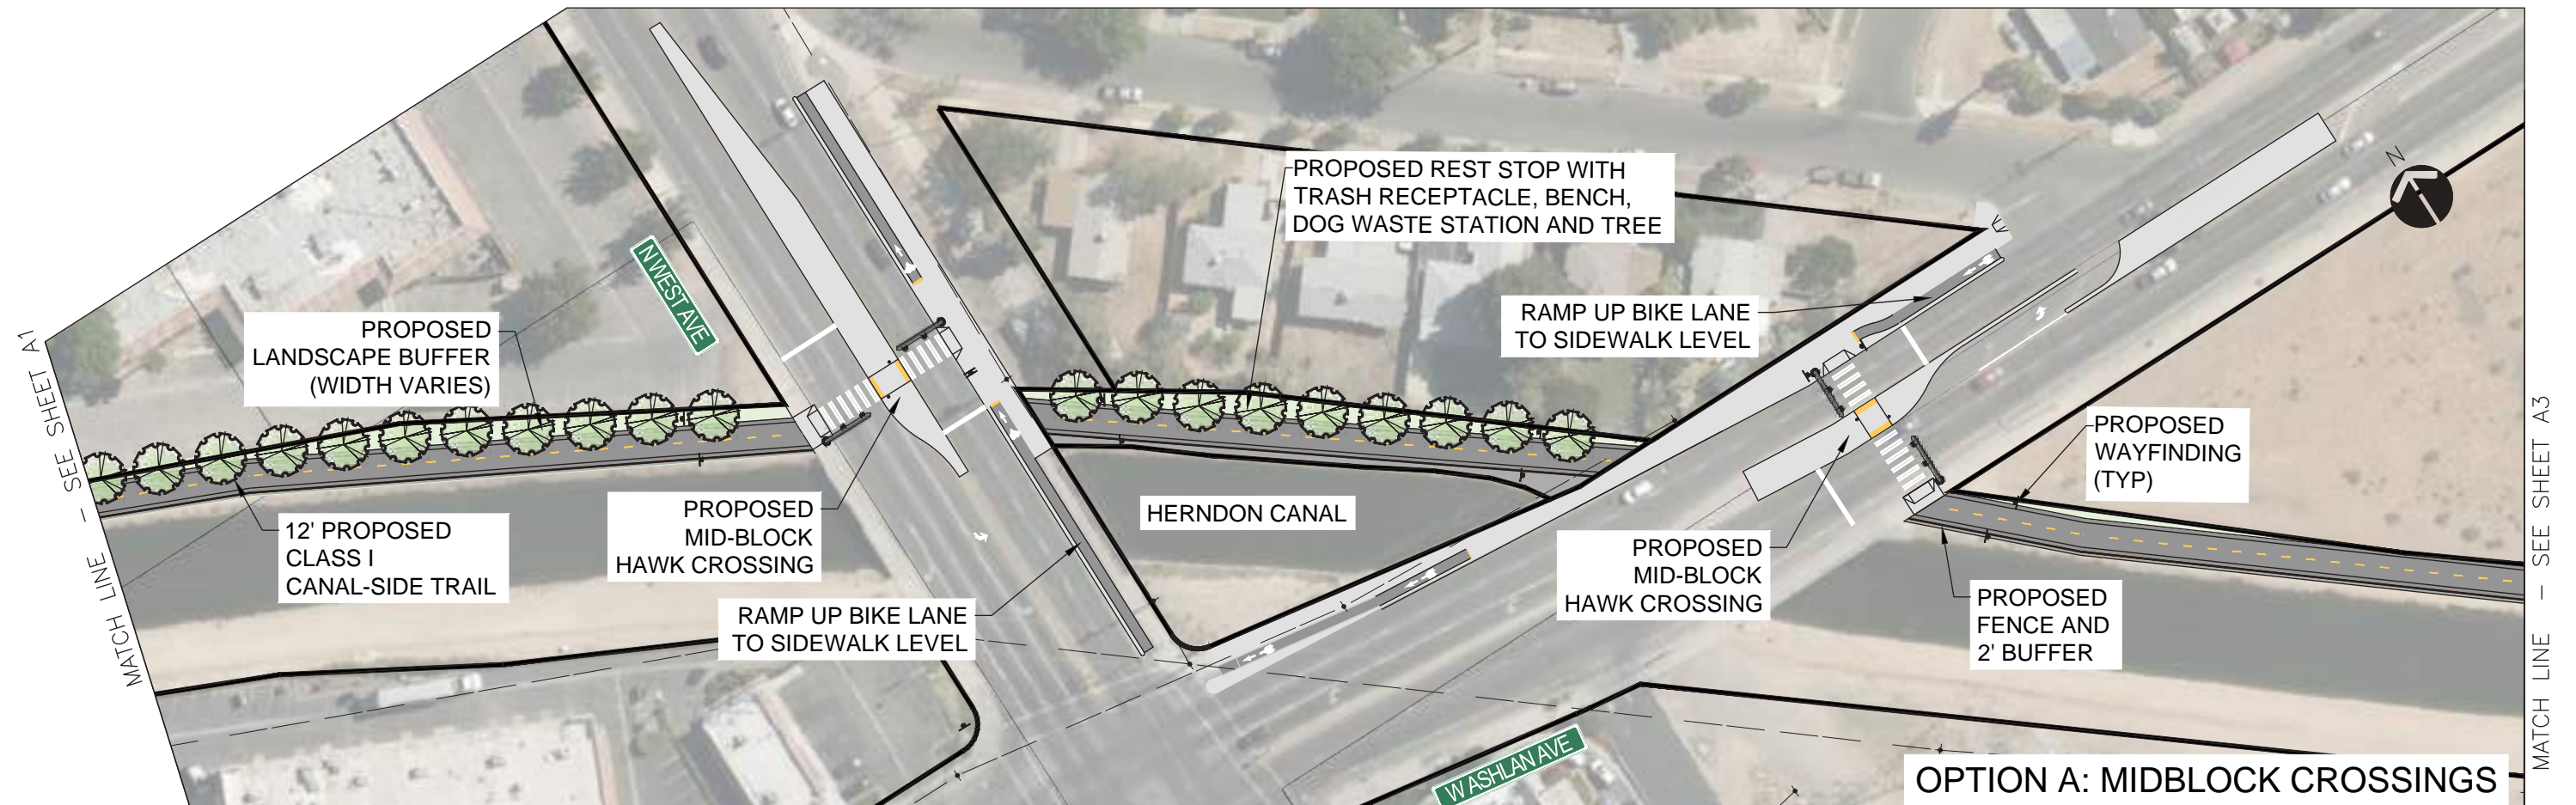 MATCH LINE - SEE SHEET A1
N WEST AVE
PROPOSED
LANDSCAPE BUFFER
(WIDTH VARIES)
12' PROPOSED
CLASS I
CANAL-SIDE TRAIL
PROPOSED
MID-BLOCK
HAWK CROSSING
RAMP UP BIKE LANE
TO SIDEWALK LEVEL
PROPOSED REST STOP WITH
TRASH RECEPTACLE, BENCH,
DOG WASTE STATION AND TREE
HERNDON CANAL
RAMP UP BIKE LANE
TO SIDEWALK LEVEL
PROPOSED
MID-BLOCK
HAWK CROSSING
N
PROPOSED
WAYFINDING
(TYP)
PROPOSED
FENCE AND
2' BUFFER
W ASHLAN AVE
OPTION A: MIDBLOCK CROSSINGS
MATCH LINE - SEE SHEET A3